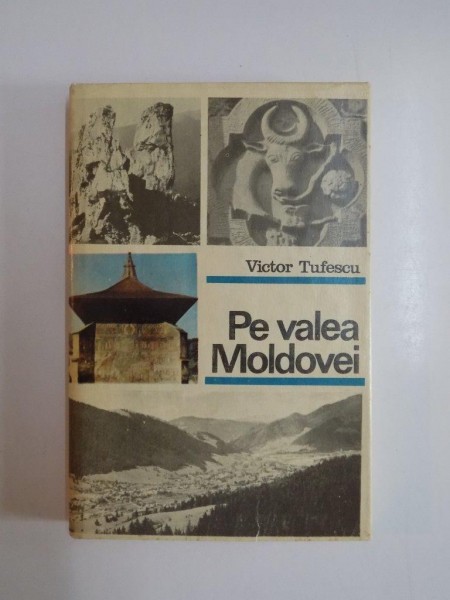 Victor Tufescu
Pe valea
Moldovei